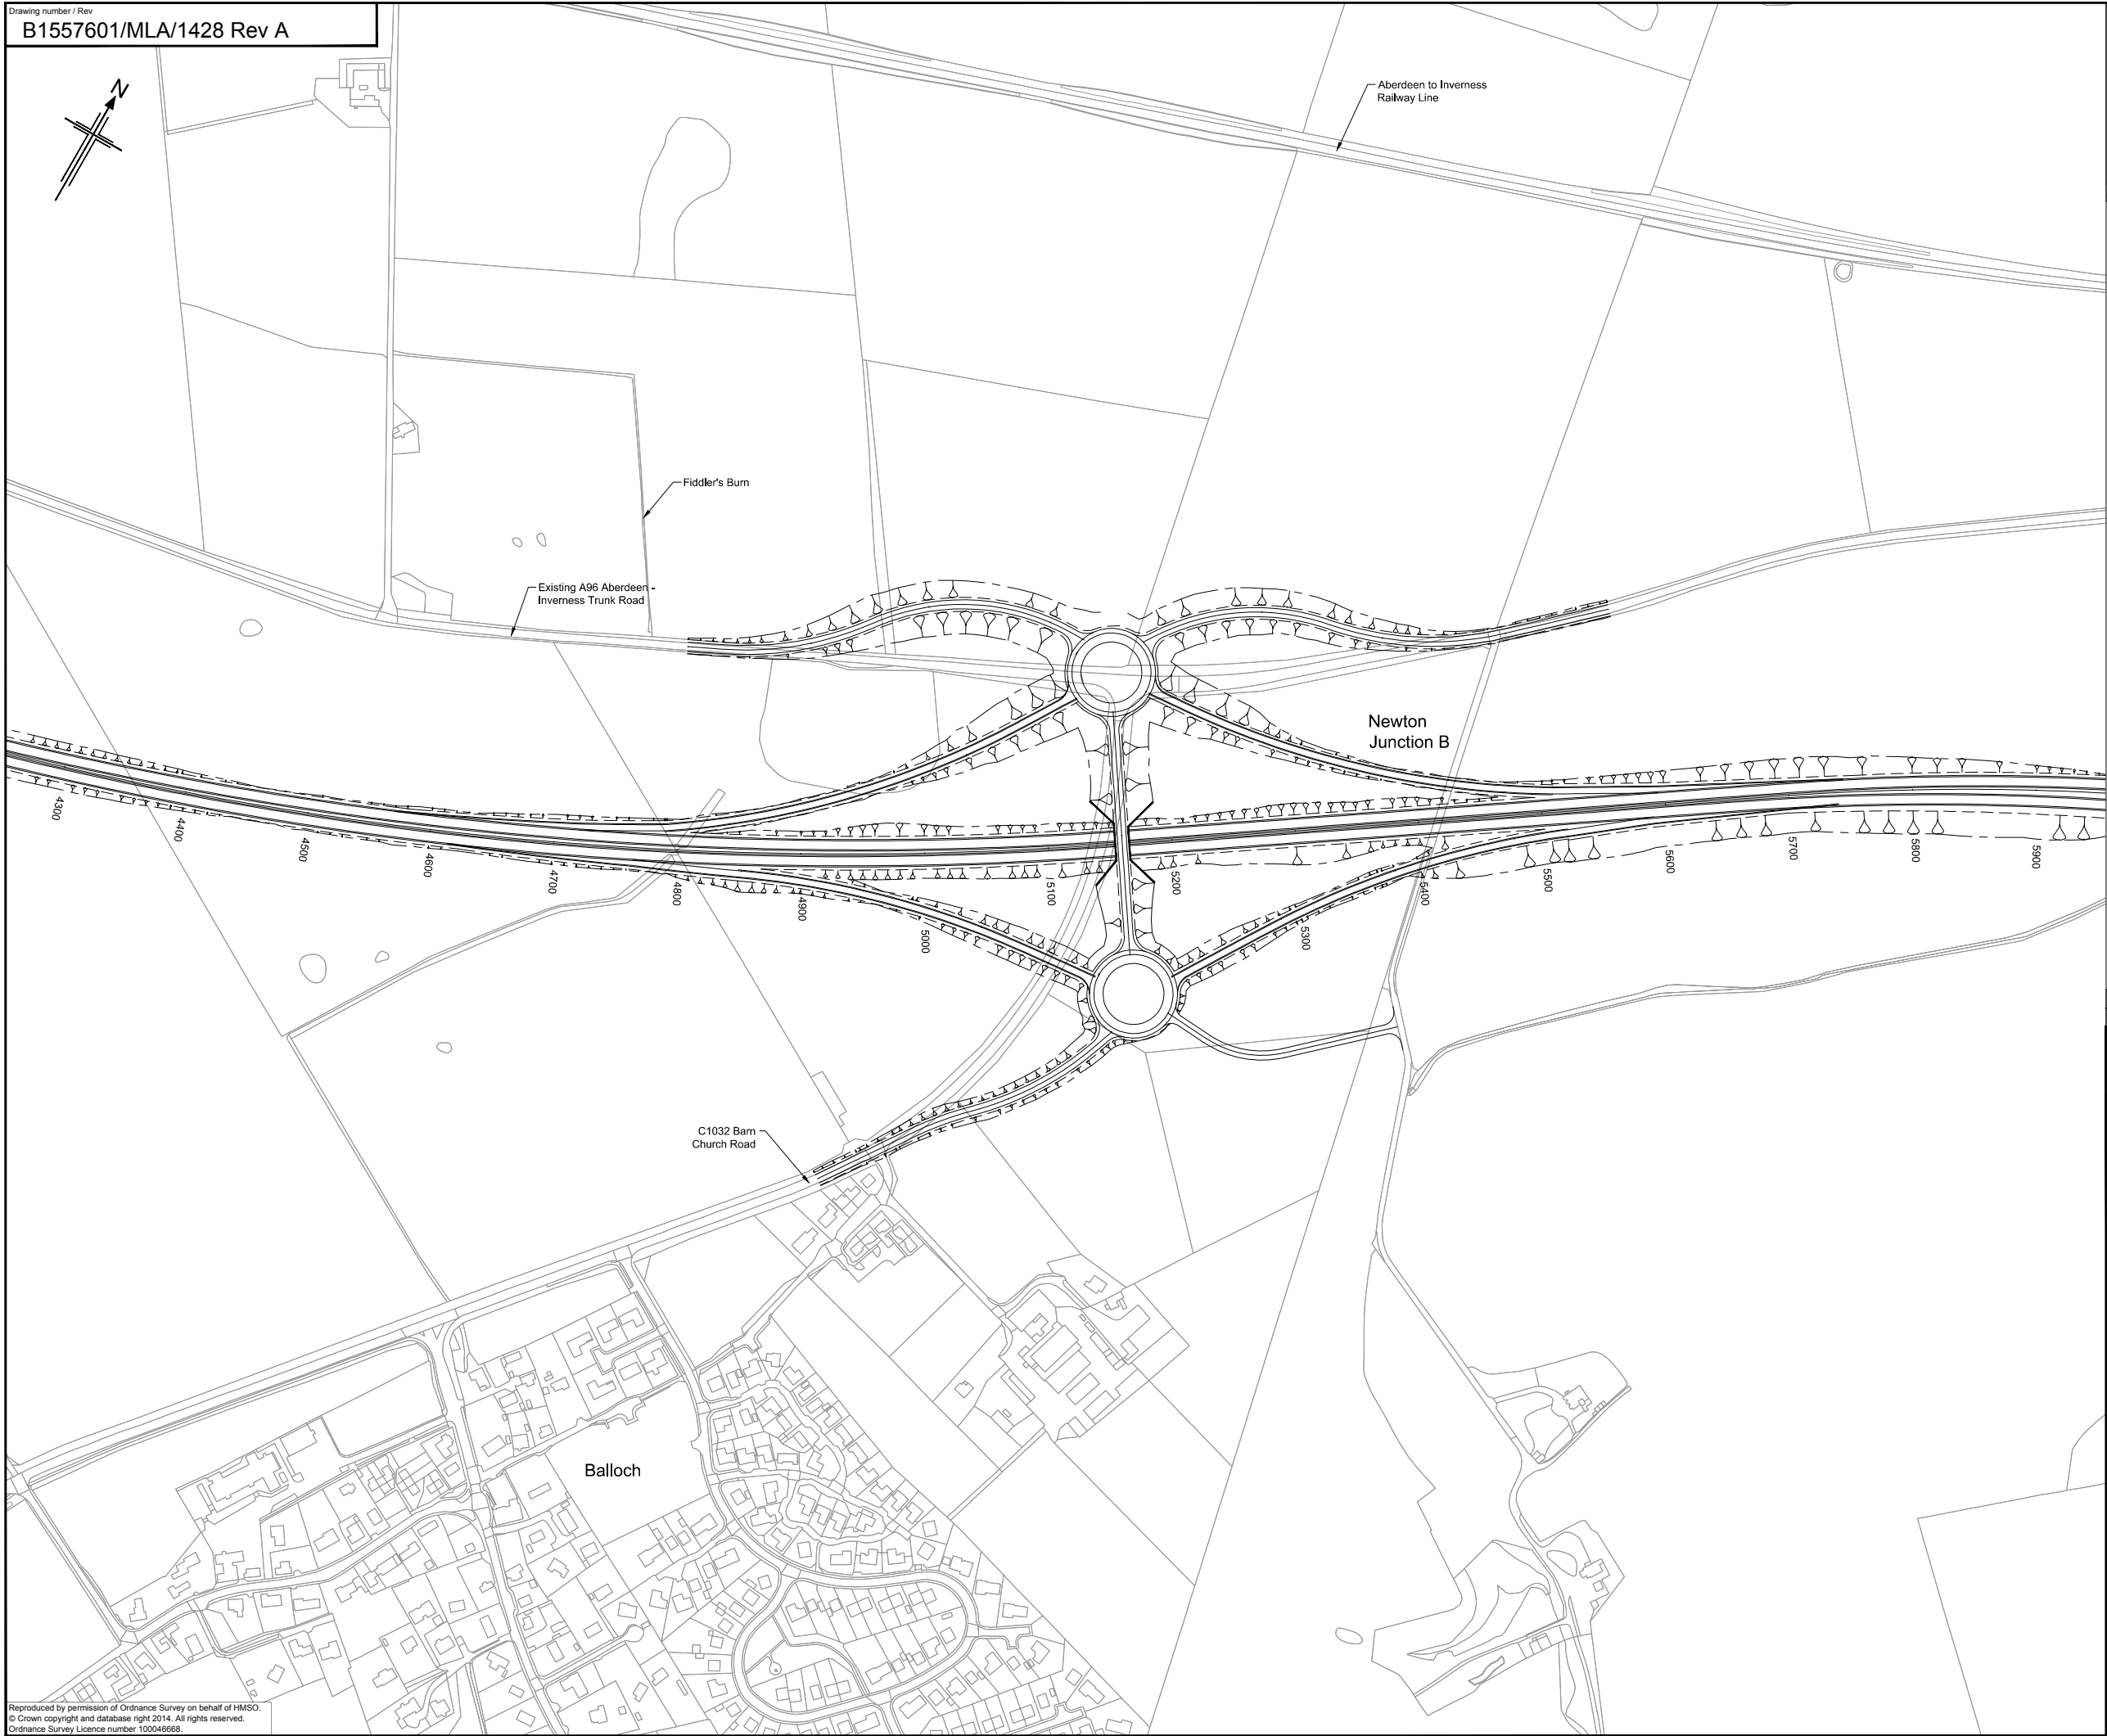 Drawing number / Rev
B1557601/MLA/1428 Rev A
N
Aberdeen to Inverness
Railway Line
Fiddler's Burn
Existing A96 Aberdeen -
Inverness Trunk Road
Newton
Junction B
4300
4400
4500
4600
4700
4800
4900
5000
5100
5200
5300
5400
5500
5600
5700
5800
5900
C1032 Barn
Church Road
Balloch
Reproduced by permission of Ordnance Survey on behalf of HMSO.
© Crown copyright and database right 2014. All rights reserved.
Ordnance Survey Licence number 100046668.